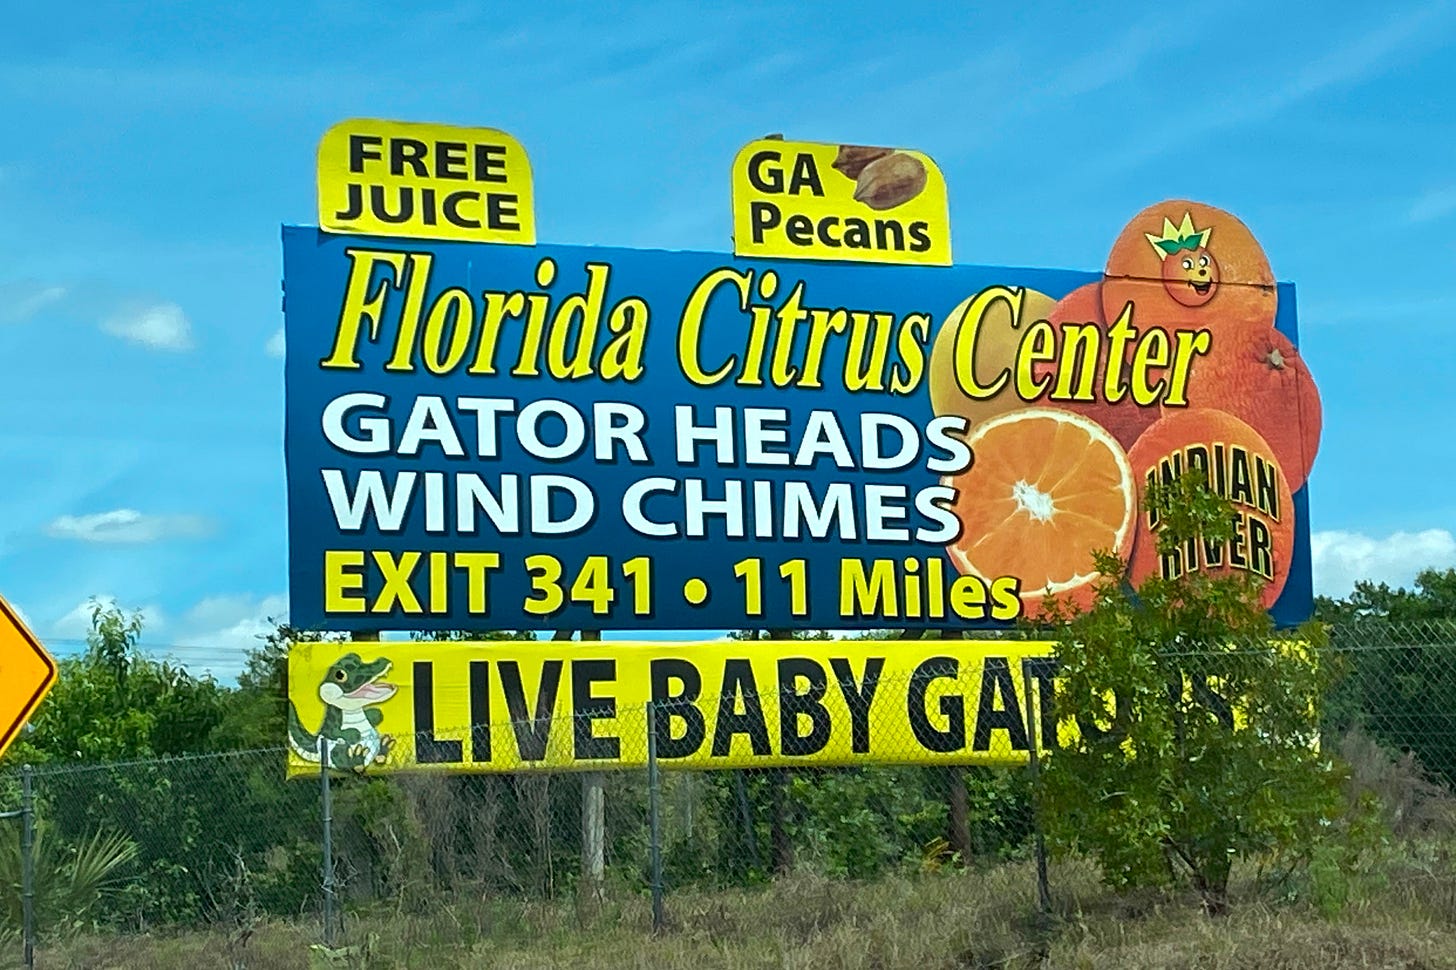 FREE
JUICE
GA
Pecans
Florida Citrus Center
GATOR HEADS
WIND CHIMES
EXIT 341 • 11 Miles
INDIAN
RIVER
LIVE BABY GATORS